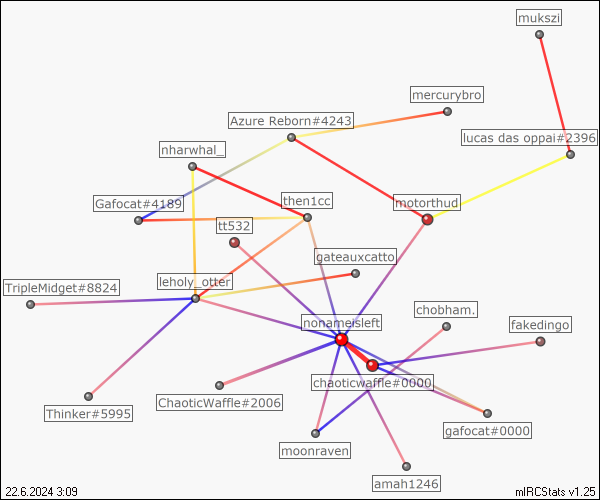 mukszi
mercurybro
Azure Reborn#4243
lucas das oppai#2396
nharwhal_
Gafocat#4189
then1cc
motorthud
tt532
gateauxcatto
leholy_otter
TripleMidget#8824
chobham.
nonameisleft
fakedingo
chaoticwaffle#0000
ChaoticWaffle#2006
Thinker#5995
gafocat#0000
moonraven
amah1246
22.6.2024 3:09
mIRCStats v1.25